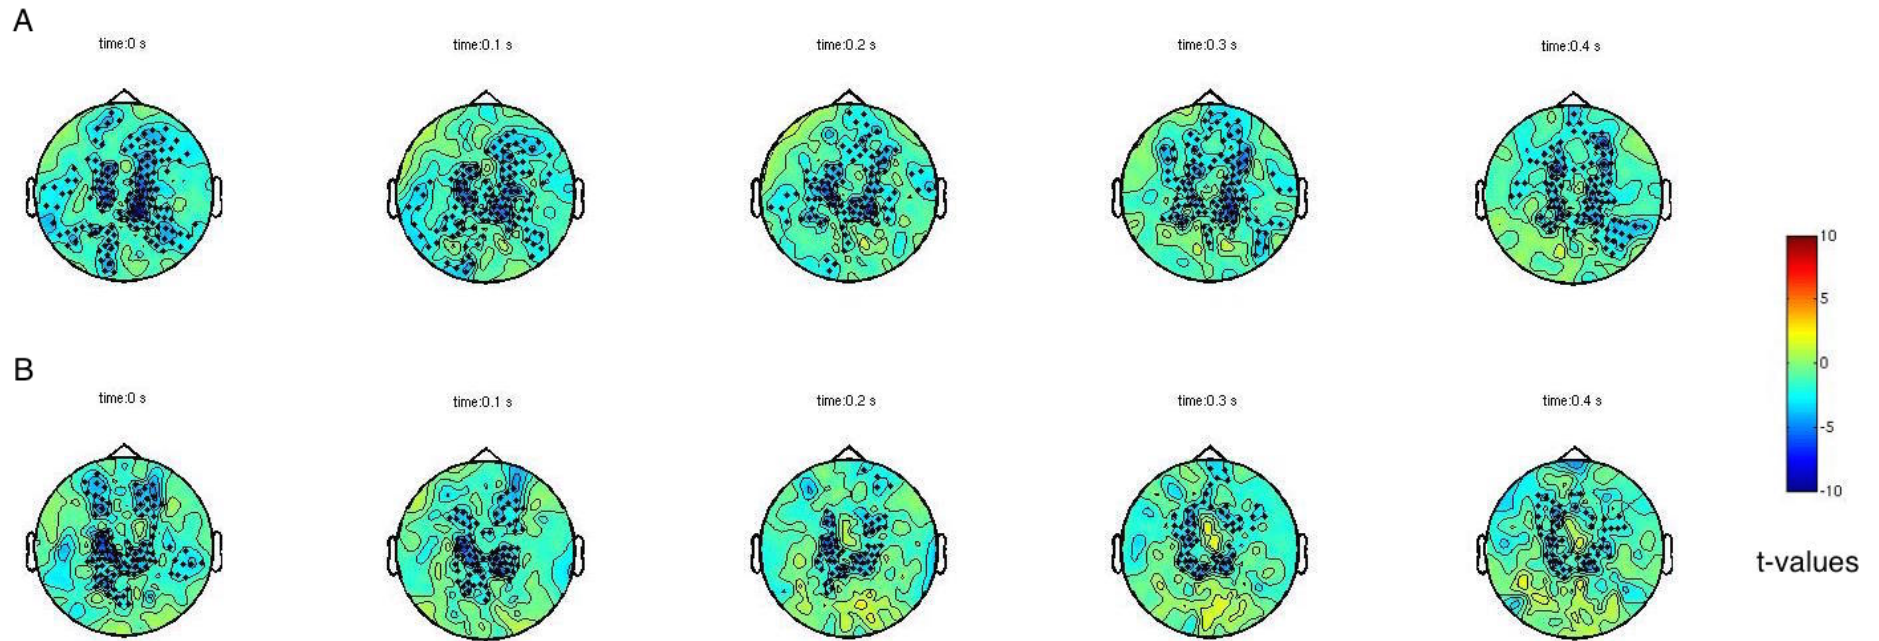 A
time:0 s
time:0.1 s
time:0.2 s
time:0.3 s
time:0.4 s
10
5
0
-5
-10
t-values
B
time:0 s
time:0.1 s
time:0.2 s
time:0.3 s
time:0.4 s